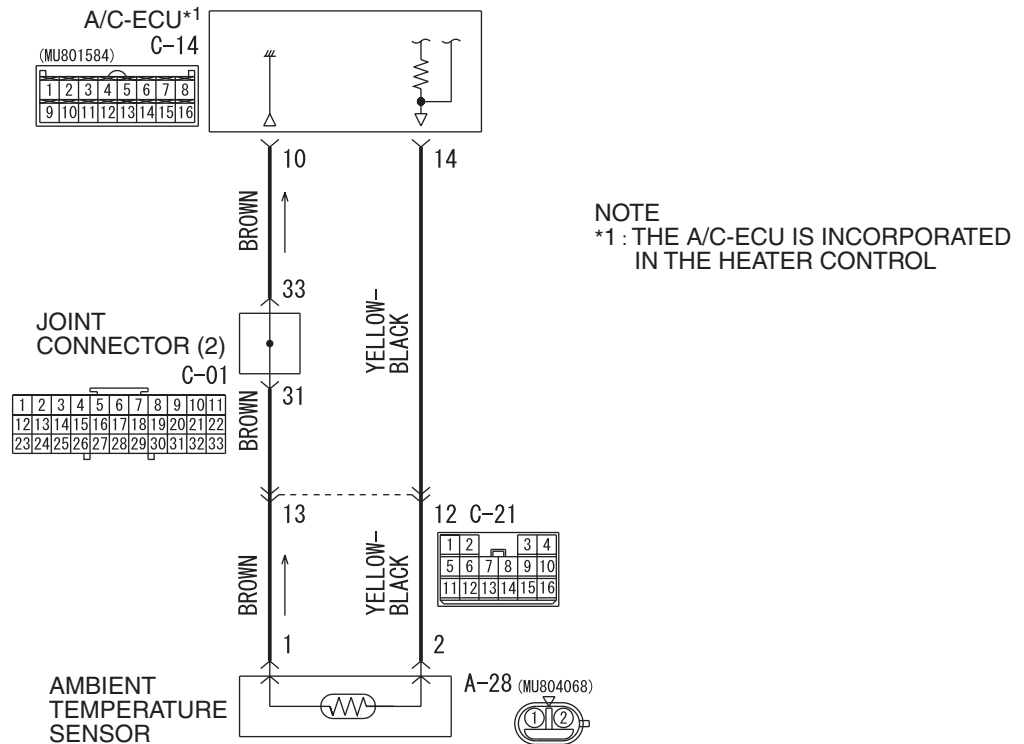 A/C-ECU*1
C-14
(MU801584)
1 2 3 4 5 6 7 8
9 10 11 12 13 14 15 16
10
14
BROWN
NOTE
*1 : THE A/C-ECU IS INCORPORATED
IN THE HEATER CONTROL
33
JOINT
CONNECTOR (2)
C-01
YELLOW-
BLACK
31
1 2 3 4 5 6 7 8 9 10 11
12 13 14 15 16 17 18 19 20 21 22
23 24 25 26 27 28 29 30 31 32 33
BROWN
13
12 C-21
1 2 3 4
5 6 7 8 9 10
11 12 13 14 15 16
BROWN
YELLOW-
BLACK
1
2
AMBIENT
TEMPERATURE
SENSOR
A-28 (MU804068)
1 2